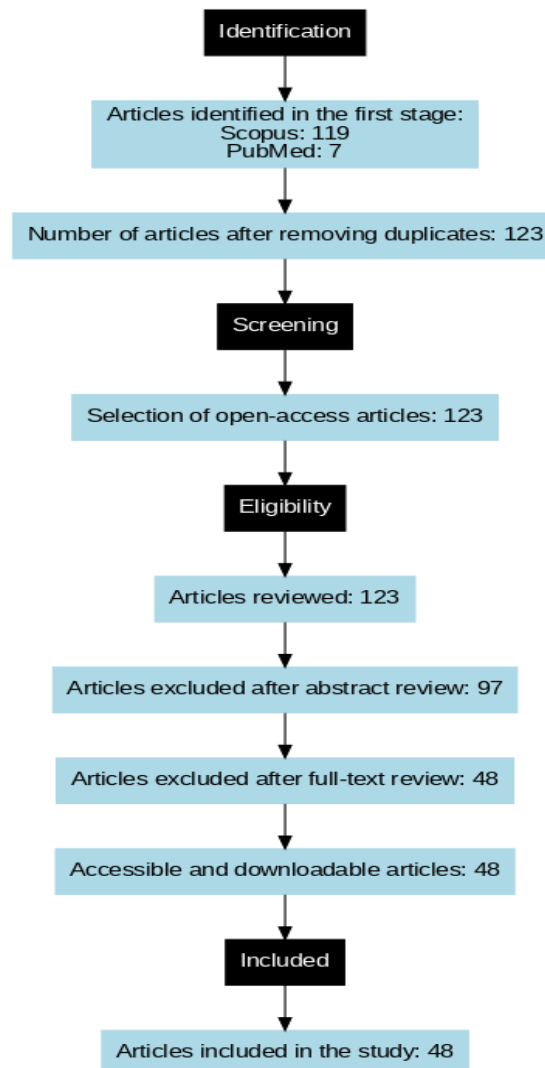 Identification
Articles identified in the first stage:
Scopus: 119
PubMed: 7
Number of articles after removing duplicates: 123
Screening
Selection of open-access articles: 123
Eligibility
Articles reviewed: 123
Articles excluded after abstract review: 97
Articles excluded after full-text review: 48
Accessible and downloadable articles: 48
Included
Articles included in the study: 48